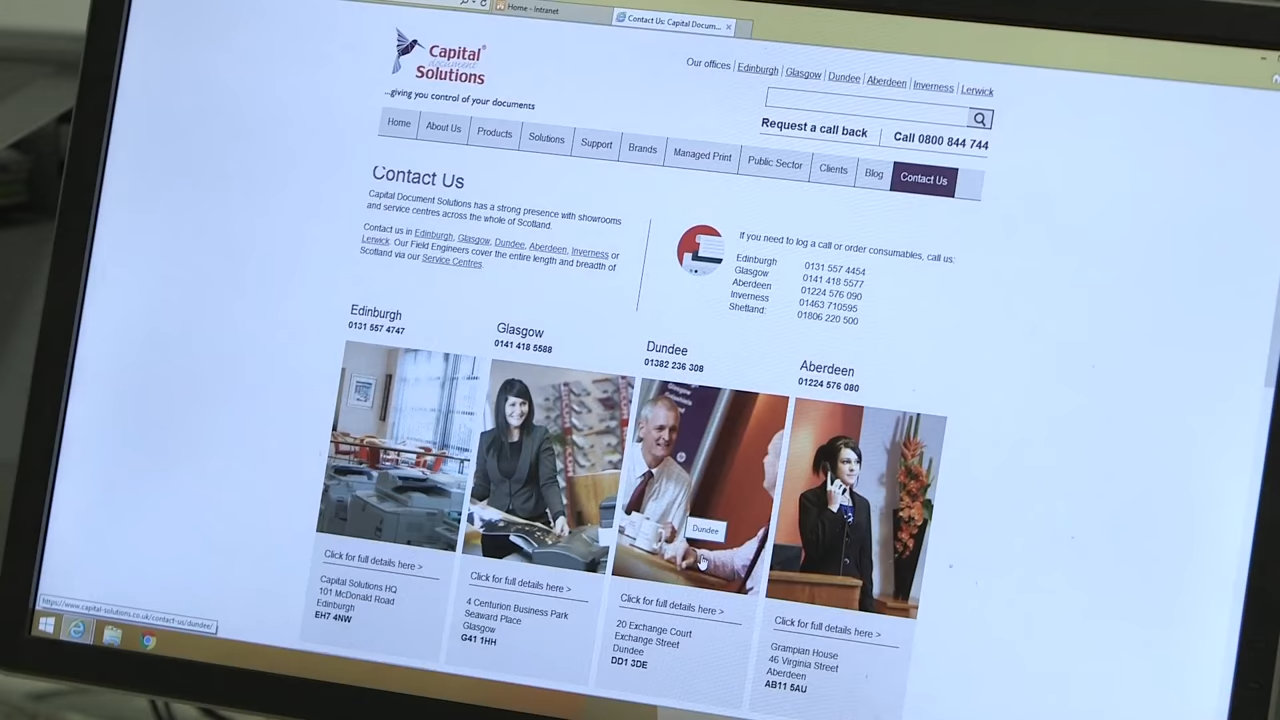 Home - Intranet
Contact Us: Capital Docum...
Capital
document
Solutions
...giving you control of your documents
Our offices | Edinburgh | Glasgow | Dundee | Aberdeen | Inverness | Lerwick
Request a call back | Call 0800 844 744
Home
About Us
Products
Solutions
Support
Brands
Managed Print
Public Sector
Clients
Blog
Contact Us
Contact Us
Capital Document Solutions has a strong presence with showrooms
and service centres across the whole of Scotland.
Contact us in Edinburgh, Glasgow, Dundee, Aberdeen, Inverness or
Lerwick. Our Field Engineers cover the entire length and breadth of
Scotland via our Service Centres.
If you need to log a call or order consumables, call us:
Edinburgh 0131 557 4454
Glasgow 0141 418 5577
Aberdeen 01224 576 090
Inverness 01463 710595
Shetland: 01806 220 500
Edinburgh
0131 557 4747
Glasgow
0141 418 5588
Dundee
01382 236 308
Aberdeen
01224 576 080
Dundee
Click for full details here >
Capital Solutions HQ
101 McDonald Road
Edinburgh
EH7 4NW
Click for full details here >
4 Centurion Business Park
Seaward Place
Glasgow
G41 1HH
Click for full details here >
20 Exchange Court
Exchange Street
Dundee
DD1 3DE
Click for full details here >
Grampian House
46 Virginia Street
Aberdeen
AB11 5AU
https://www.capital-solutions.co.uk/contact-us/dundee/